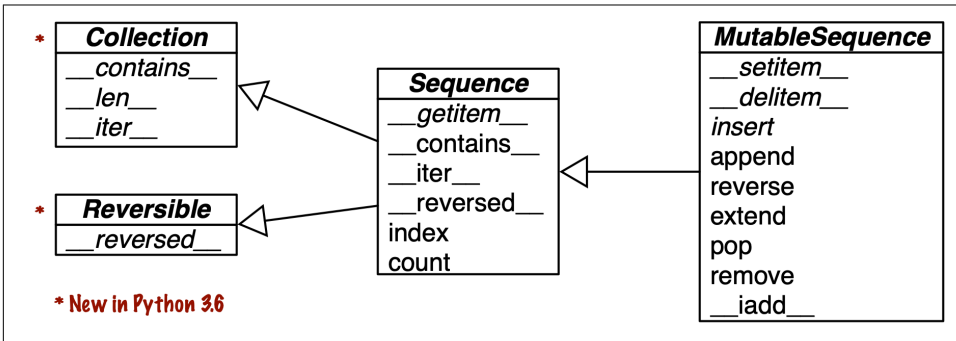 * Collection
__contains__
__len__
__iter__
* Reversible
__reversed__
* New in Python 3.6
Sequence
__getitem__
__contains__
__iter__
__reversed__
index
count
MutableSequence
__setitem__
__delitem__
insert
append
reverse
extend
pop
remove
__iadd__